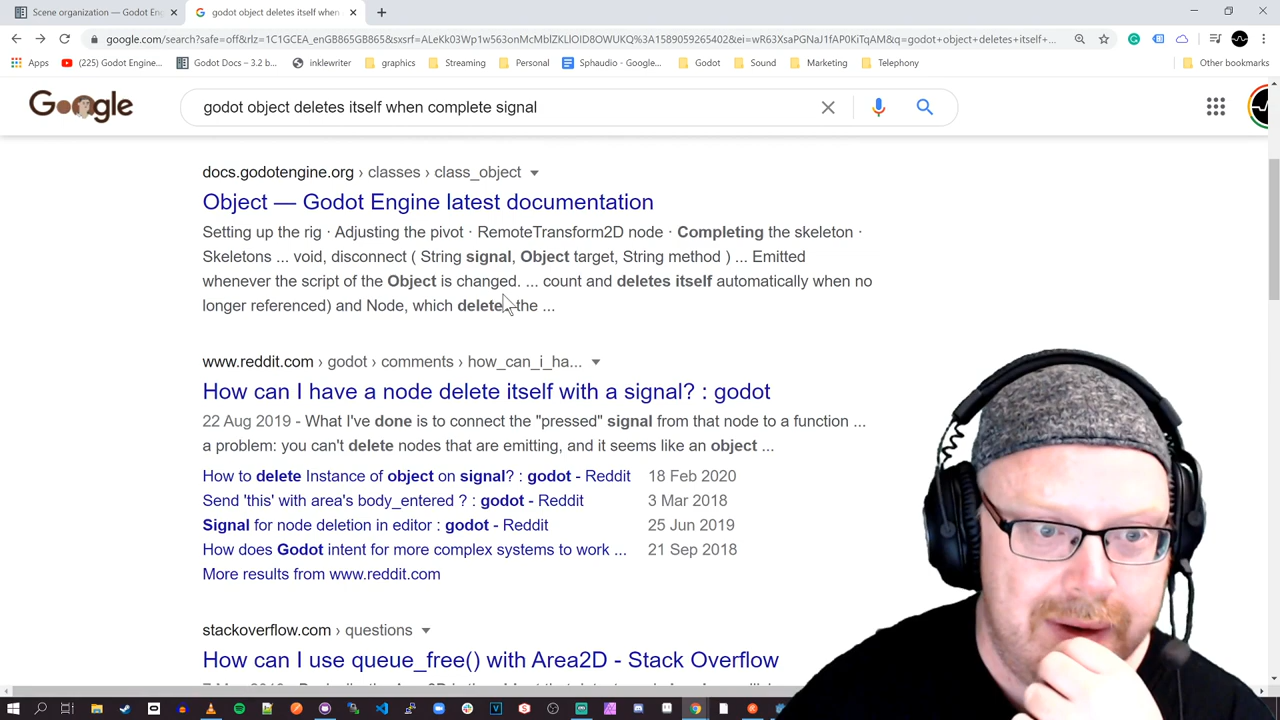 Scene organization — Godot En
godot object deletes itself when
google.com/search?safe=off&rlz=1C1GCEA_enGB865GB865&sxsrf=
q=godot+object+deletes+itself+...
Apps
(225) Godot Engine...
Godot Docs – 3.2 b...
inklewriter
graphics
Streaming
Personal
Sphaudio - Google...
Godot
Sound
Marketing
Telephony
Other bookmarks
godot object deletes itself when complete signal
docs.godotengine.org › classes › class_object
Object — Godot Engine latest documentation
Setting up the rig · Adjusting the pivot · RemoteTransform2D node · Completing the skeleton ·
Skeletons ... void, disconnect ( String signal, Object target, String method ) ... Emitted
whenever the script of the Object is changed. ... count and deletes itself automatically when no
longer referenced) and Node, which delete the ...
www.reddit.com › godot › comments › how_can_i_ha...
How can I have a node delete itself with a signal? : godot
22 Aug 2019 - What I've done is to connect the "pressed" signal from that node to a function ...
a problem: you can't delete nodes that are emitting, and it seems like an object ...
How to delete Instance of object on signal? : godot - Reddit 18 Feb 2020
Send 'this' with area's body_entered ? : godot - Reddit 3 Mar 2018
Signal for node deletion in editor : godot - Reddit 25 Jun 2019
How does Godot intent for more complex systems to work ... 21 Sep 2018
More results from www.reddit.com
stackoverflow.com › questions
How can I use queue_free() with Area2D - Stack Overflow